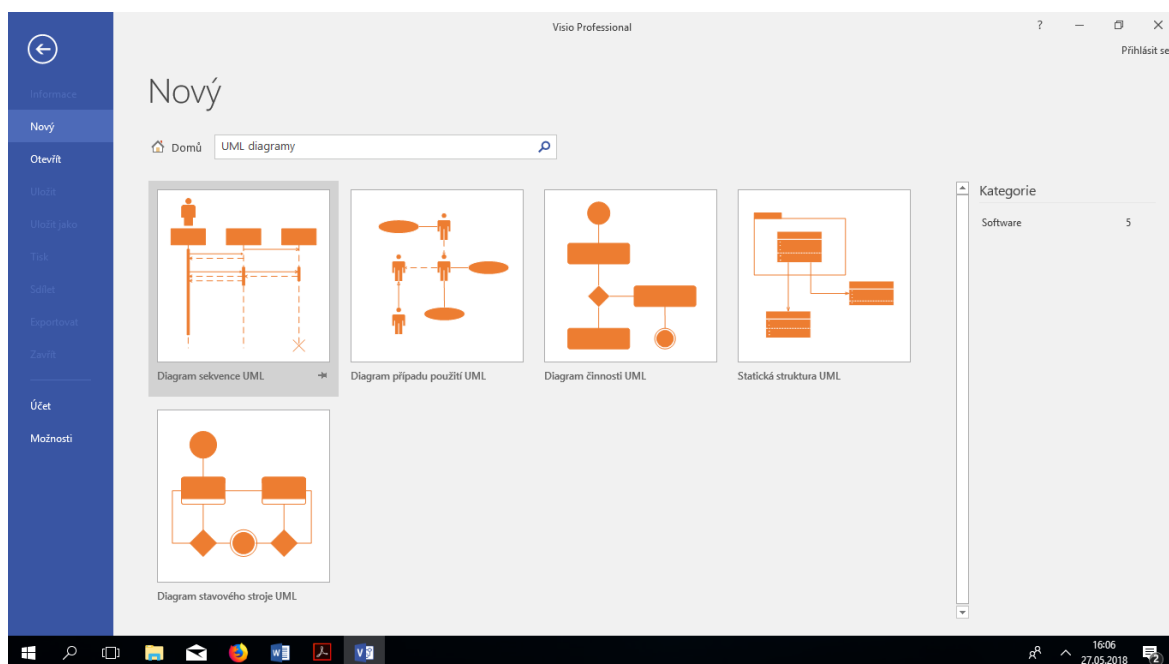 Visio Professional
?
Přihlásit se
Informace
Nový
Otevřít
Uložit
Uložit jako
Tisk
Sdílet
Exportovat
Zavřít
Účet
Možnosti
Nový
Domů
UML diagramy
Diagram sekvence UML
Diagram případu použití UML
Diagram činnosti UML
Statická struktura UML
Diagram stavového stroje UML
Kategorie
Software 5
16:06
27.05.2018
2